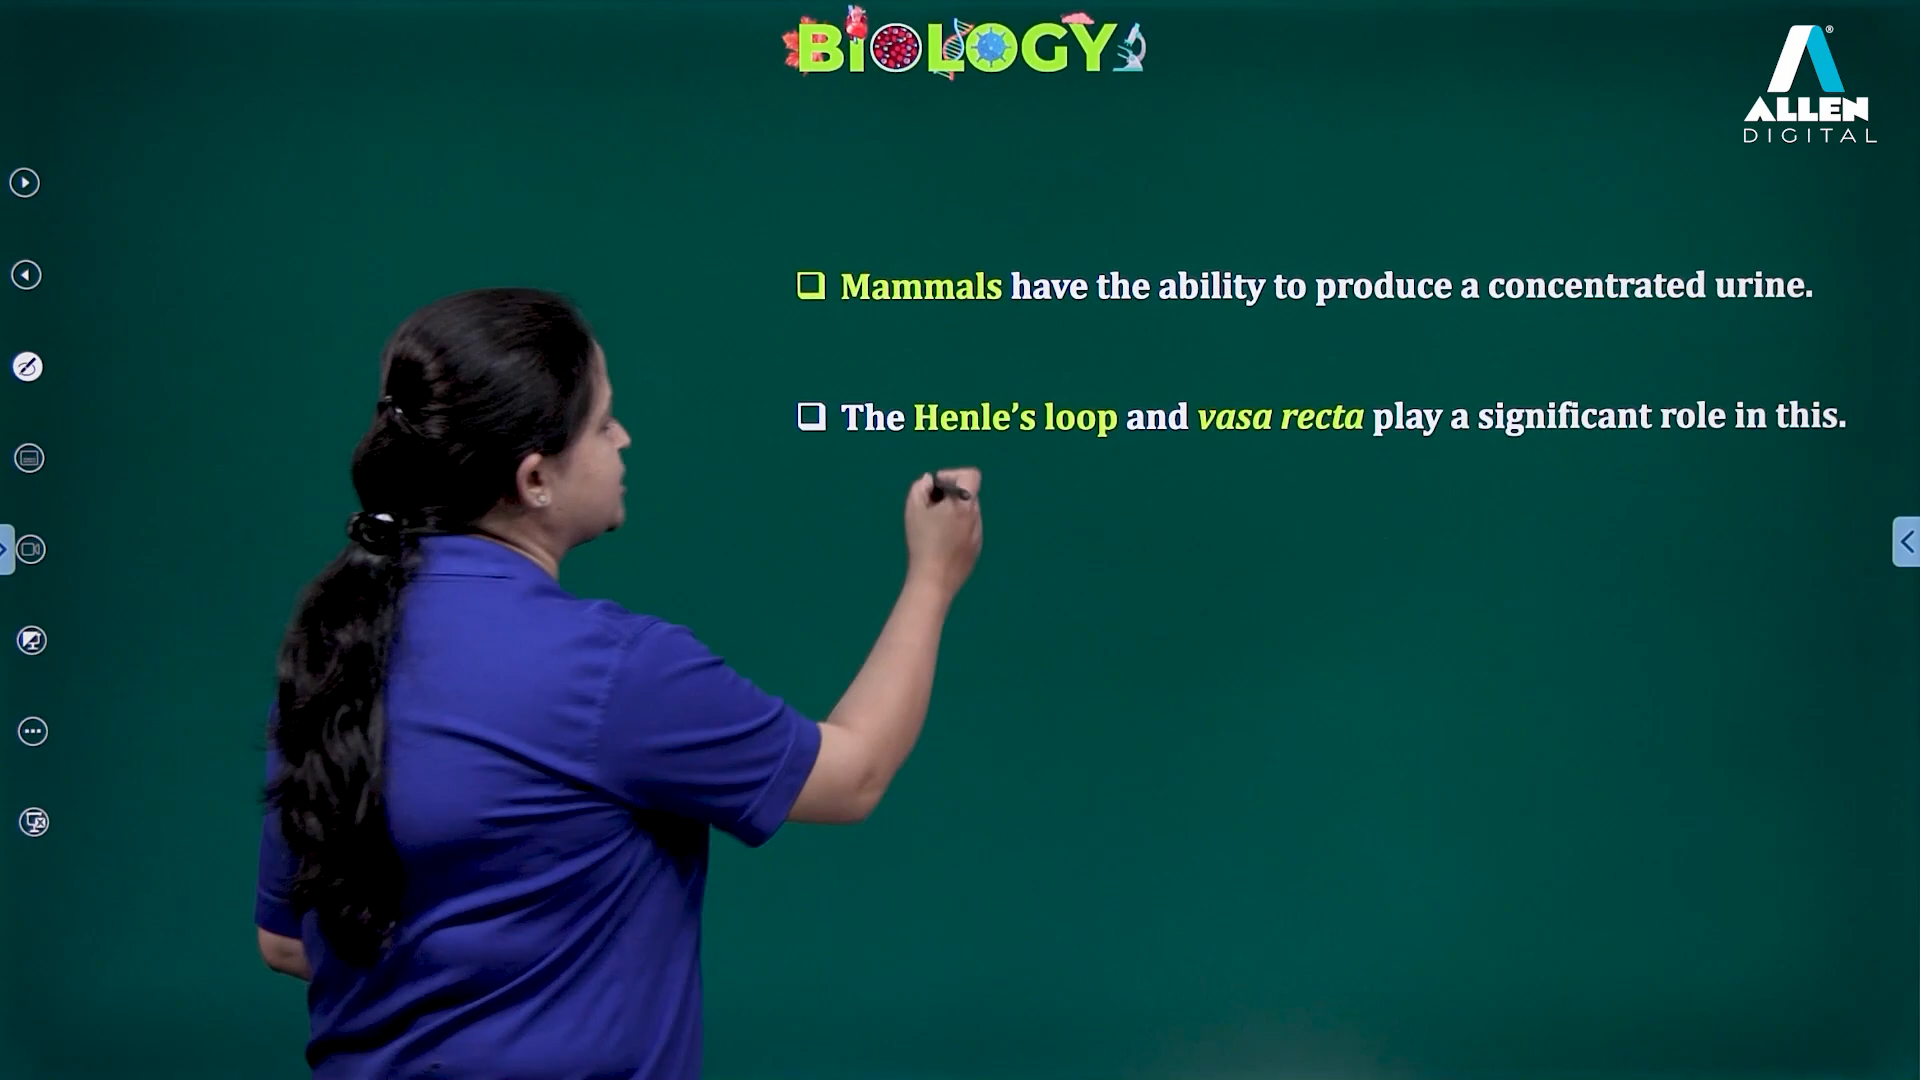 BIOLOGY
ALLEN
DIGITAL
Mammals have the ability to produce a concentrated urine.
The Henle's loop and vasa recta play a significant role in this.